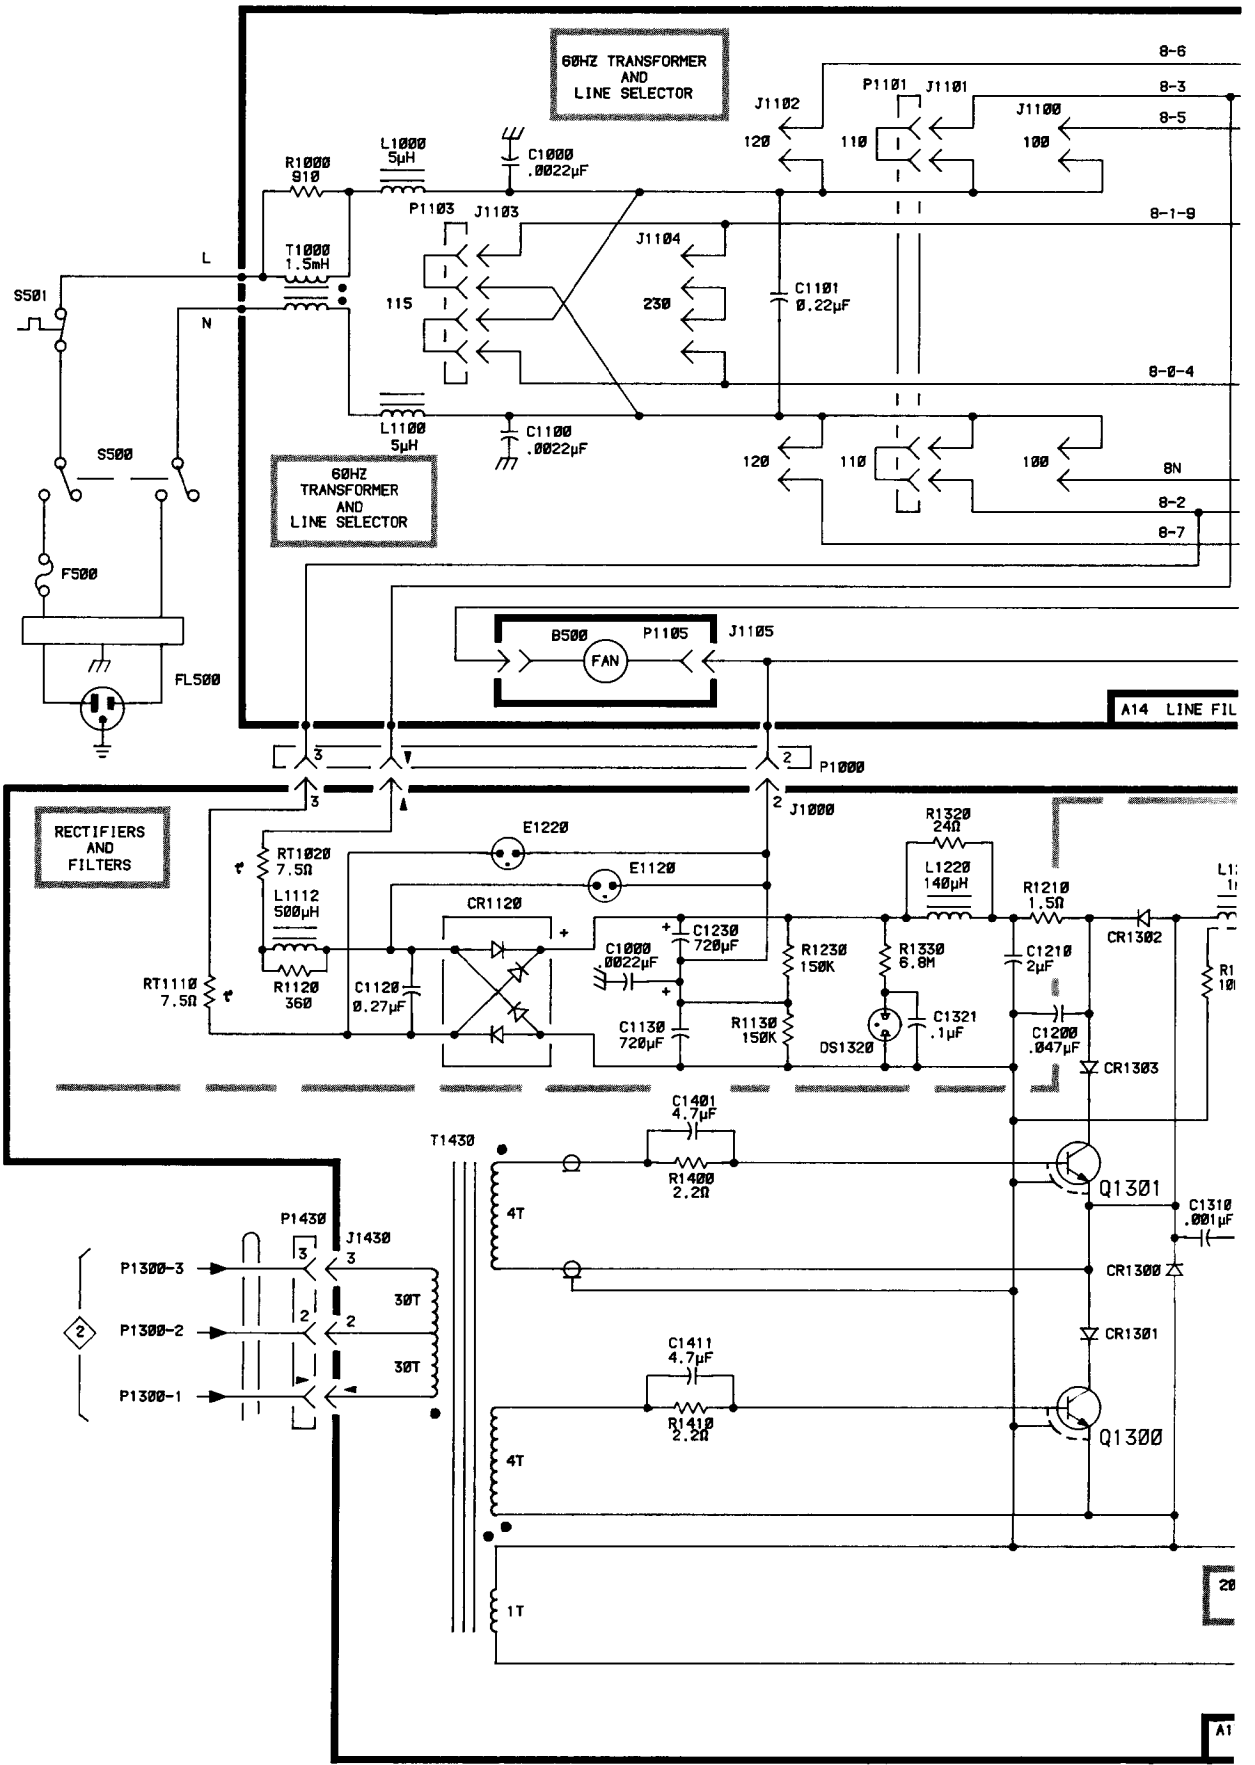 60HZ TRANSFORMER
AND
LINE SELECTOR
8-6
P1101 J1101
8-3
J1102
J1100
8-5
120
110
100
L1000
5µH
C1000
.0022µF
R1000
910
P1103 J1103
8-1-9
T1000
1.5mH
J1104
L
S501
115
230
C1101
0.22µF
N
8-0-4
L1100
5µH
C1100
.0022µF
S500
60HZ
TRANSFORMER
AND
LINE SELECTOR
120
110
100
8N
8-2
8-7
F500
B500
P1105
J1105
FAN
FL500
A14 LINE FIL
3
2
P1000
3
2
J1000
RECTIFIERS
AND
FILTERS
E1220
R1320
24Ω
RT1020
7.5Ω
t°
E1120
L1220
140µH
L1112
500µH
CR1120
R1210
1.5Ω
+
+
C1230
720µF
CR1302
C1000
.0022µF
R1230
150K
R1330
6.8M
C1210
2µF
RT1110
7.5Ω
t°
R1120
360
C1120
0.27µF
+
C1130
720µF
R1130
150K
DS1320
C1321
.1µF
C1200
.047µF
CR1303
C1401
4.7µF
T1430
R1400
2.2Ω
Q1301
4T
P1430
J1430
C1310
.001µF
P1300-3
3
3
CR1300
30T
2
P1300-2
2
2
CR1301
C1411
4.7µF
30T
P1300-1
R1410
2.2Ω
Q1300
4T
20
1T
A1